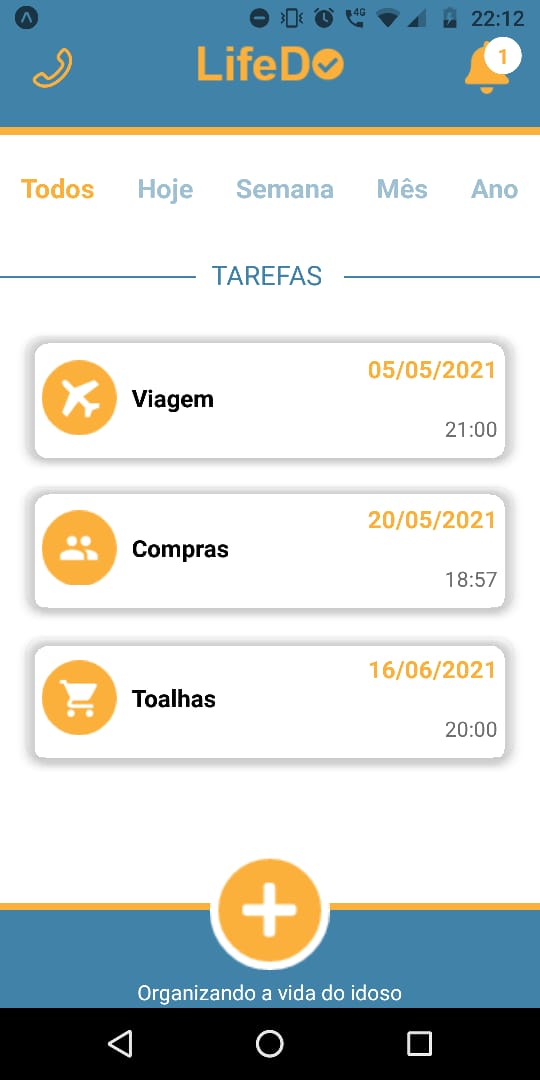 4G 22:12
LifeDO
1
Todos Hoje Semana Mês Ano
TAREFAS
05/05/2021
Viagem
21:00
20/05/2021
Compras
18:57
16/06/2021
Toalhas
20:00
Organizando a vida do idoso